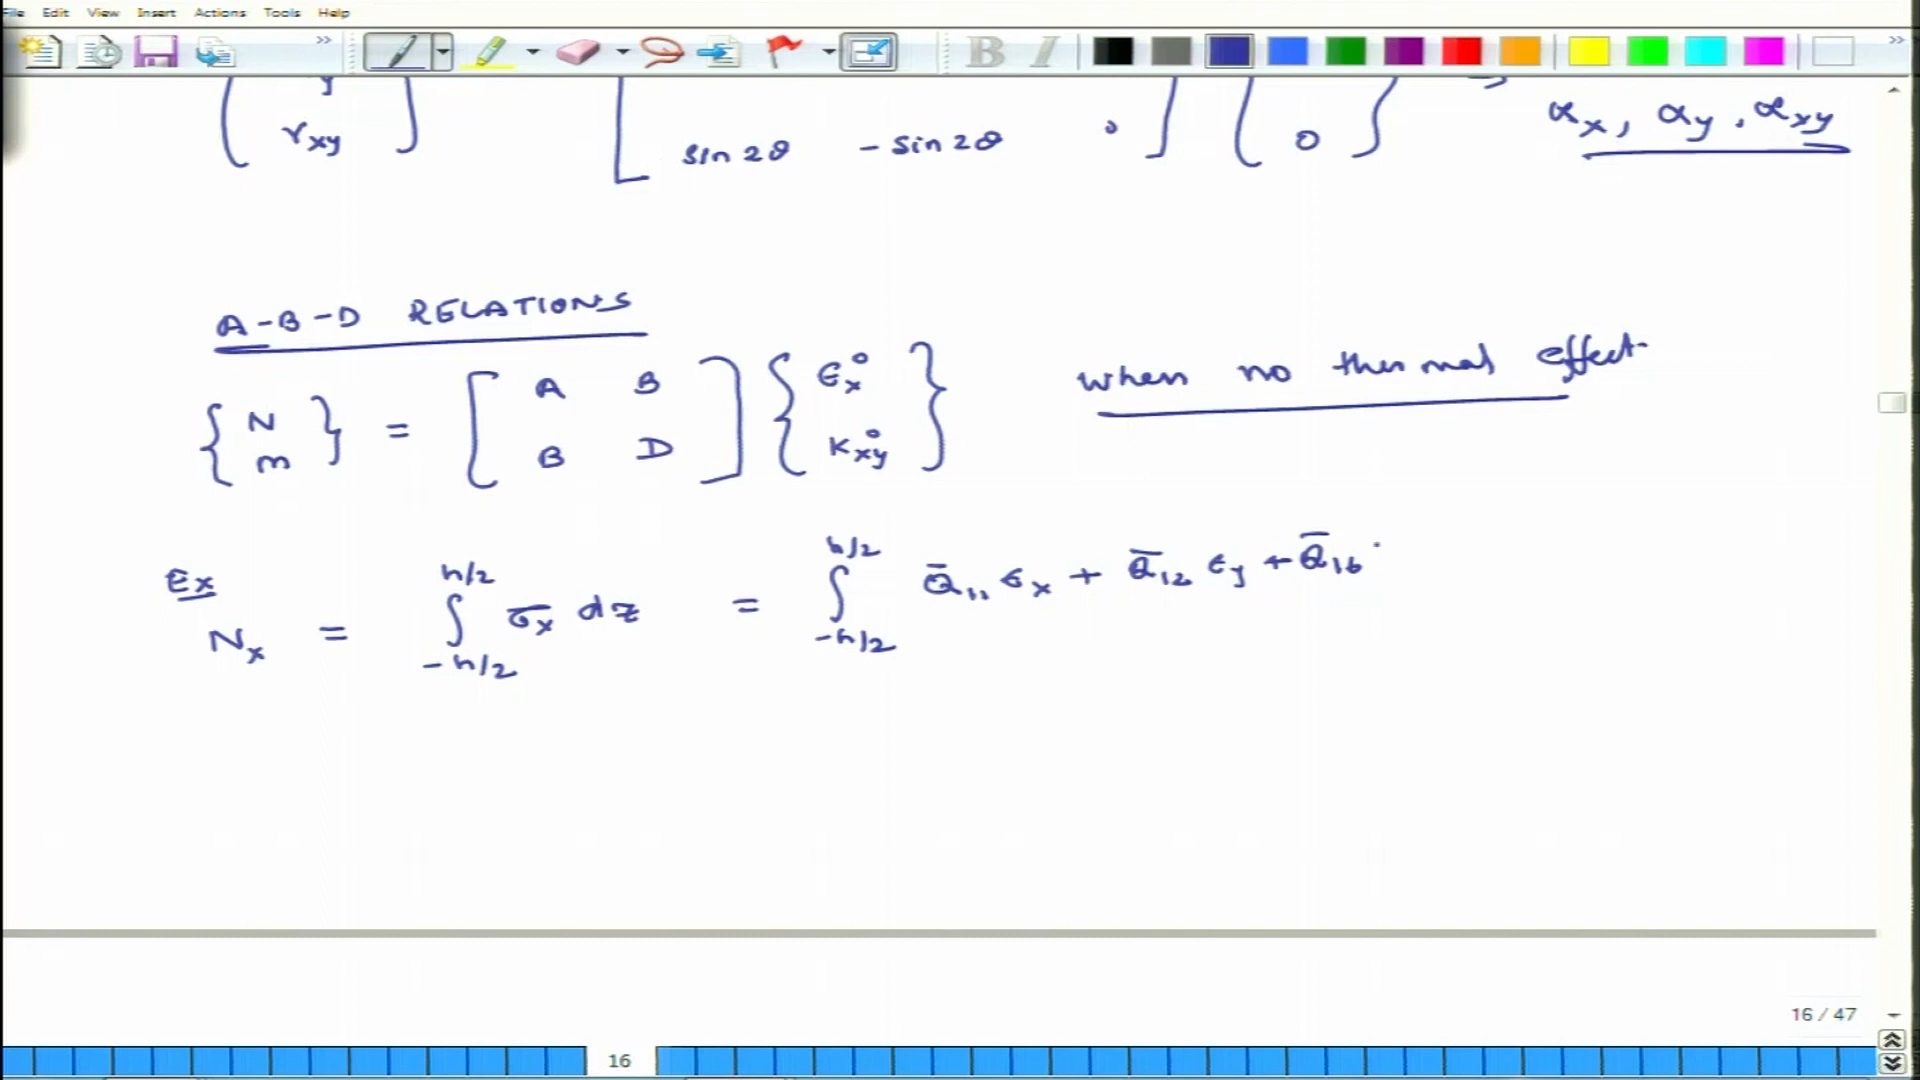 File Edit View Insert Actions Tools Help
B I
γxy
sin 2θ - sin 2θ 0
0
αx, αy, αxy
A-B-D RELATIONS
{N M} = [A B B D] {ϵx° Kxy°}
when no thermal effect.
Ex
Nx = ∫ -h/2 h/2 σx dz = ∫ -h/2 h/2 Q̄11 ϵx + Q̄12 ϵy + Q̄16
16 / 47
16